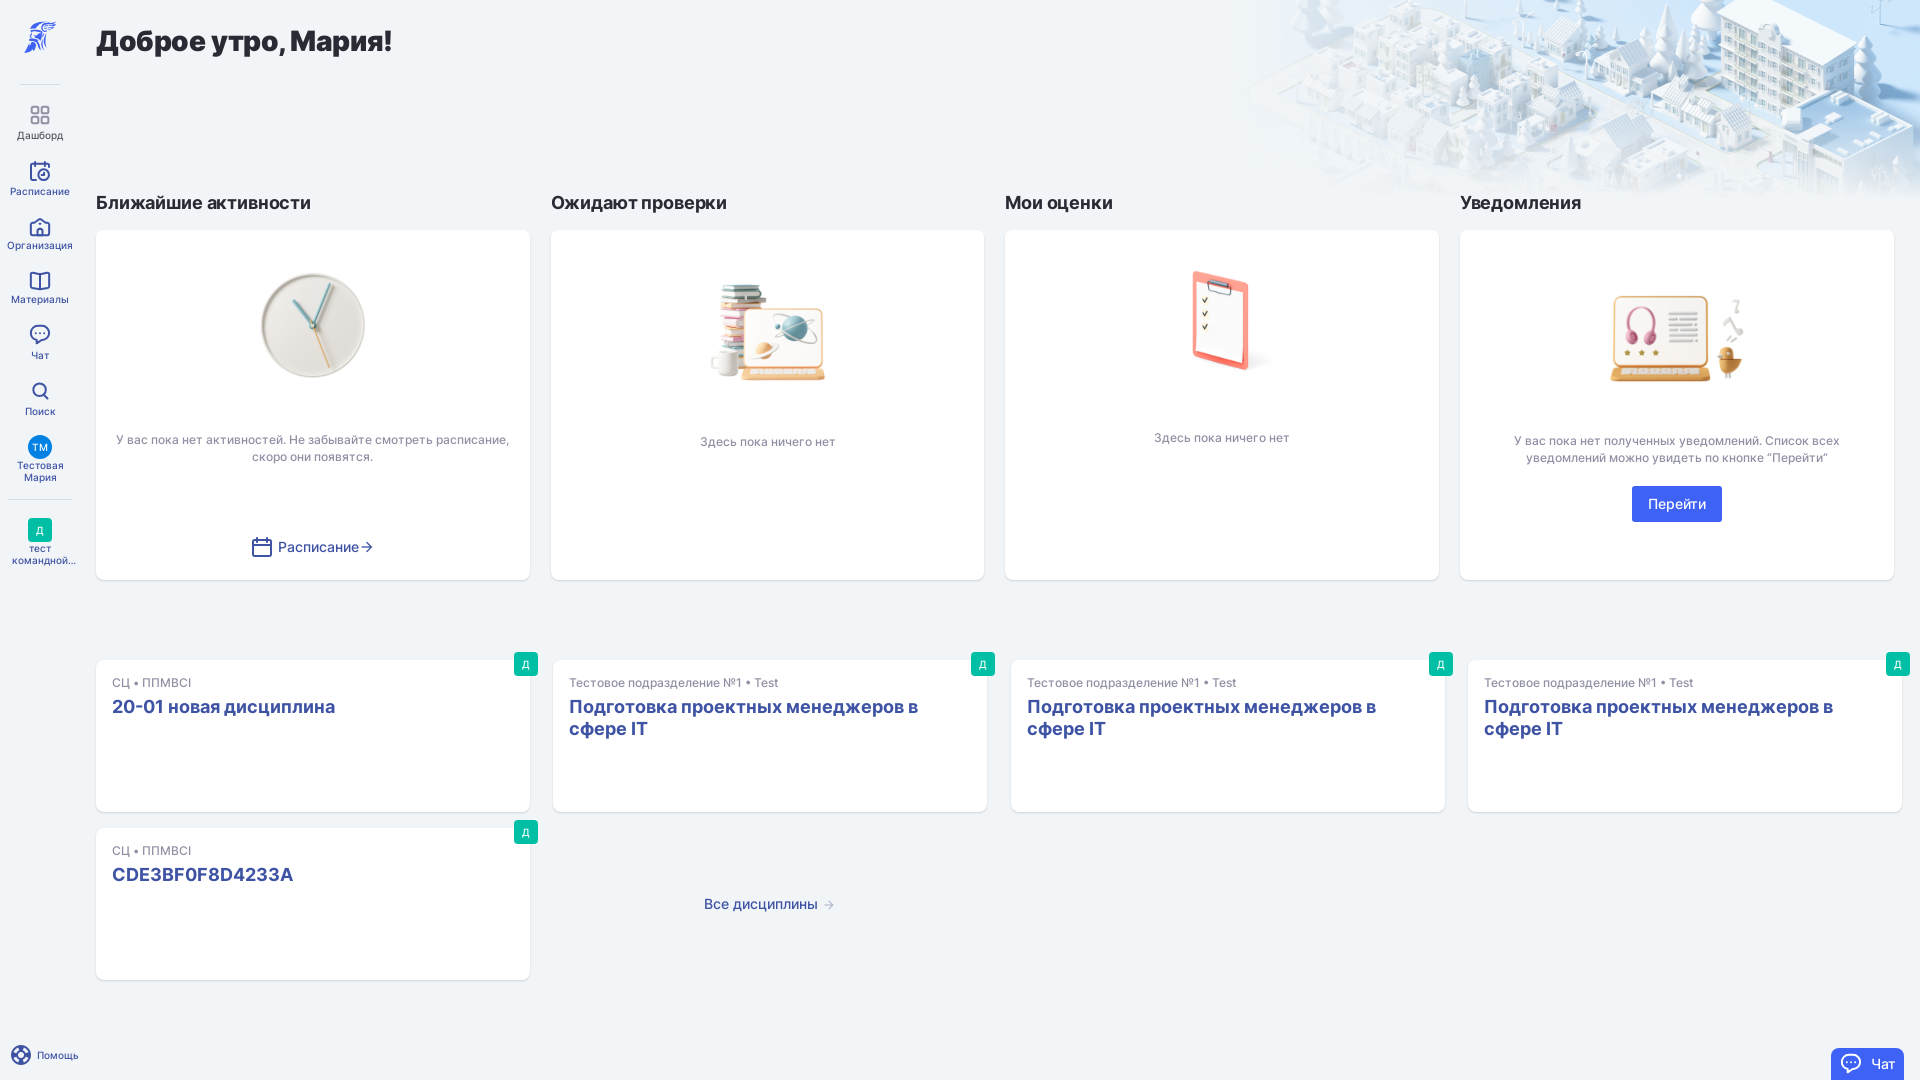 Доброе утро, Мария!
Дашборд
Расписание
Организация
Материалы
Чат
Поиск
ТМ
Тестовая
Мария
Д
тест
командной...
Помощь
Ближайшие активности
У вас пока нет активностей. Не забывайте смотреть расписание,
скоро они появятся.
Расписание
Ожидают проверки
Здесь пока ничего нет
Мои оценки
Здесь пока ничего нет
Уведомления
У вас пока нет полученных уведомлений. Список всех
уведомлений можно увидеть по кнопке “Перейти”
Перейти
Д
СЦ • ППМВСІ
20-01 новая дисциплина
Д
Тестовое подразделение №1 • Test
Подготовка проектных менеджеров в
сфере IT
Д
Тестовое подразделение №1 • Test
Подготовка проектных менеджеров в
сфере IT
Д
Тестовое подразделение №1 • Test
Подготовка проектных менеджеров в
сфере IT
Д
СЦ • ППМВСІ
CDE3BF0F8D4233A
Все дисциплины
Чат